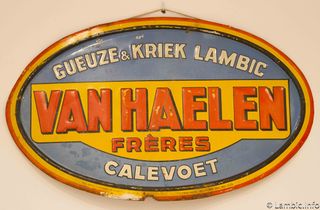 GUEUZE & KRIEK LAMBIC
VAN HAELEN
FRÈRES
CALEVOET
© Lambic.info